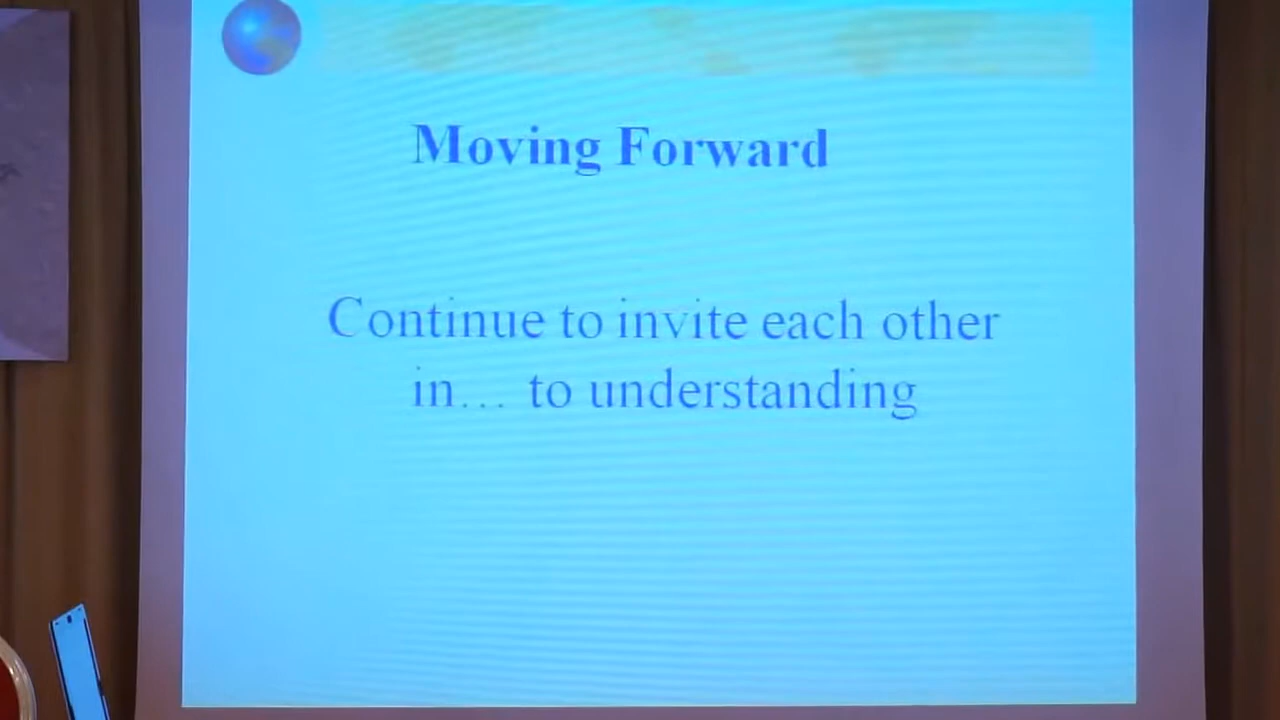 Moving Forward
Continue to invite each other
in... to understanding